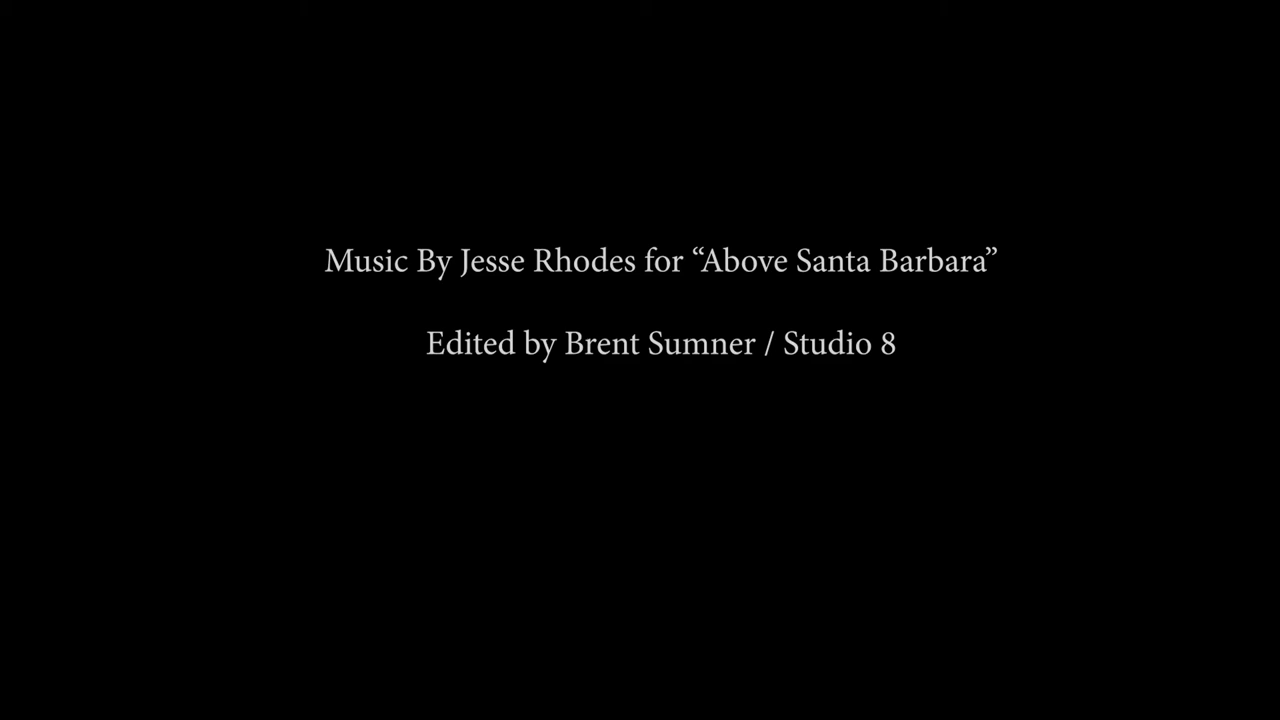 Music By Jesse Rhodes for “Above Santa Barbara”
Edited by Brent Sumner / Studio 8